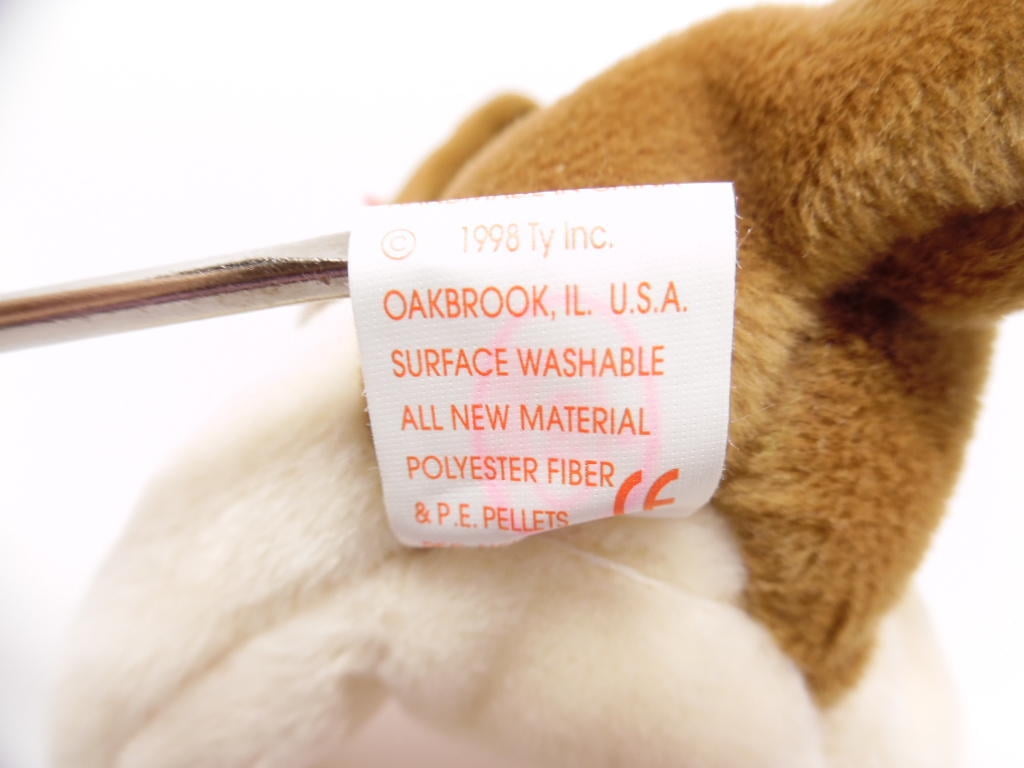 © 1998 Ty Inc.
OAKBROOK, IL. U.S.A.
SURFACE WASHABLE
ALL NEW MATERIAL
POLYESTER FIBER
& P.E. PELLETS CE